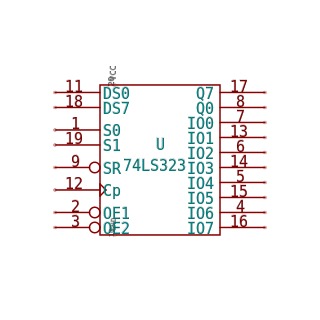 11 DS0 Q7 17
18 DS7 Q0 8
IO0 7
1 S0 IO1 13
19 S1 U IO2 6
9 SR 74LS323 IO3 14
IO4 5
12 Cp IO5 15
2 OE1 IO6 4
3 OE2 IO7 16